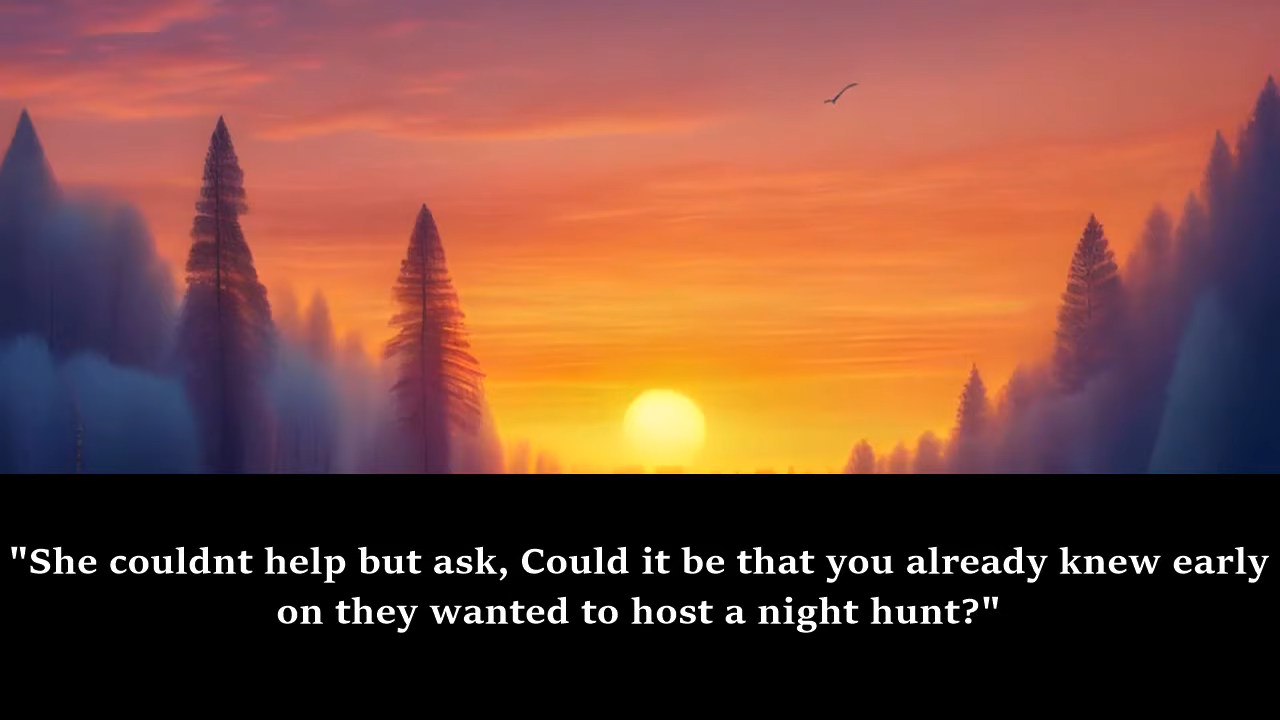 "She couldnt help but ask, Could it be that you already knew early
on they wanted to host a night hunt?"